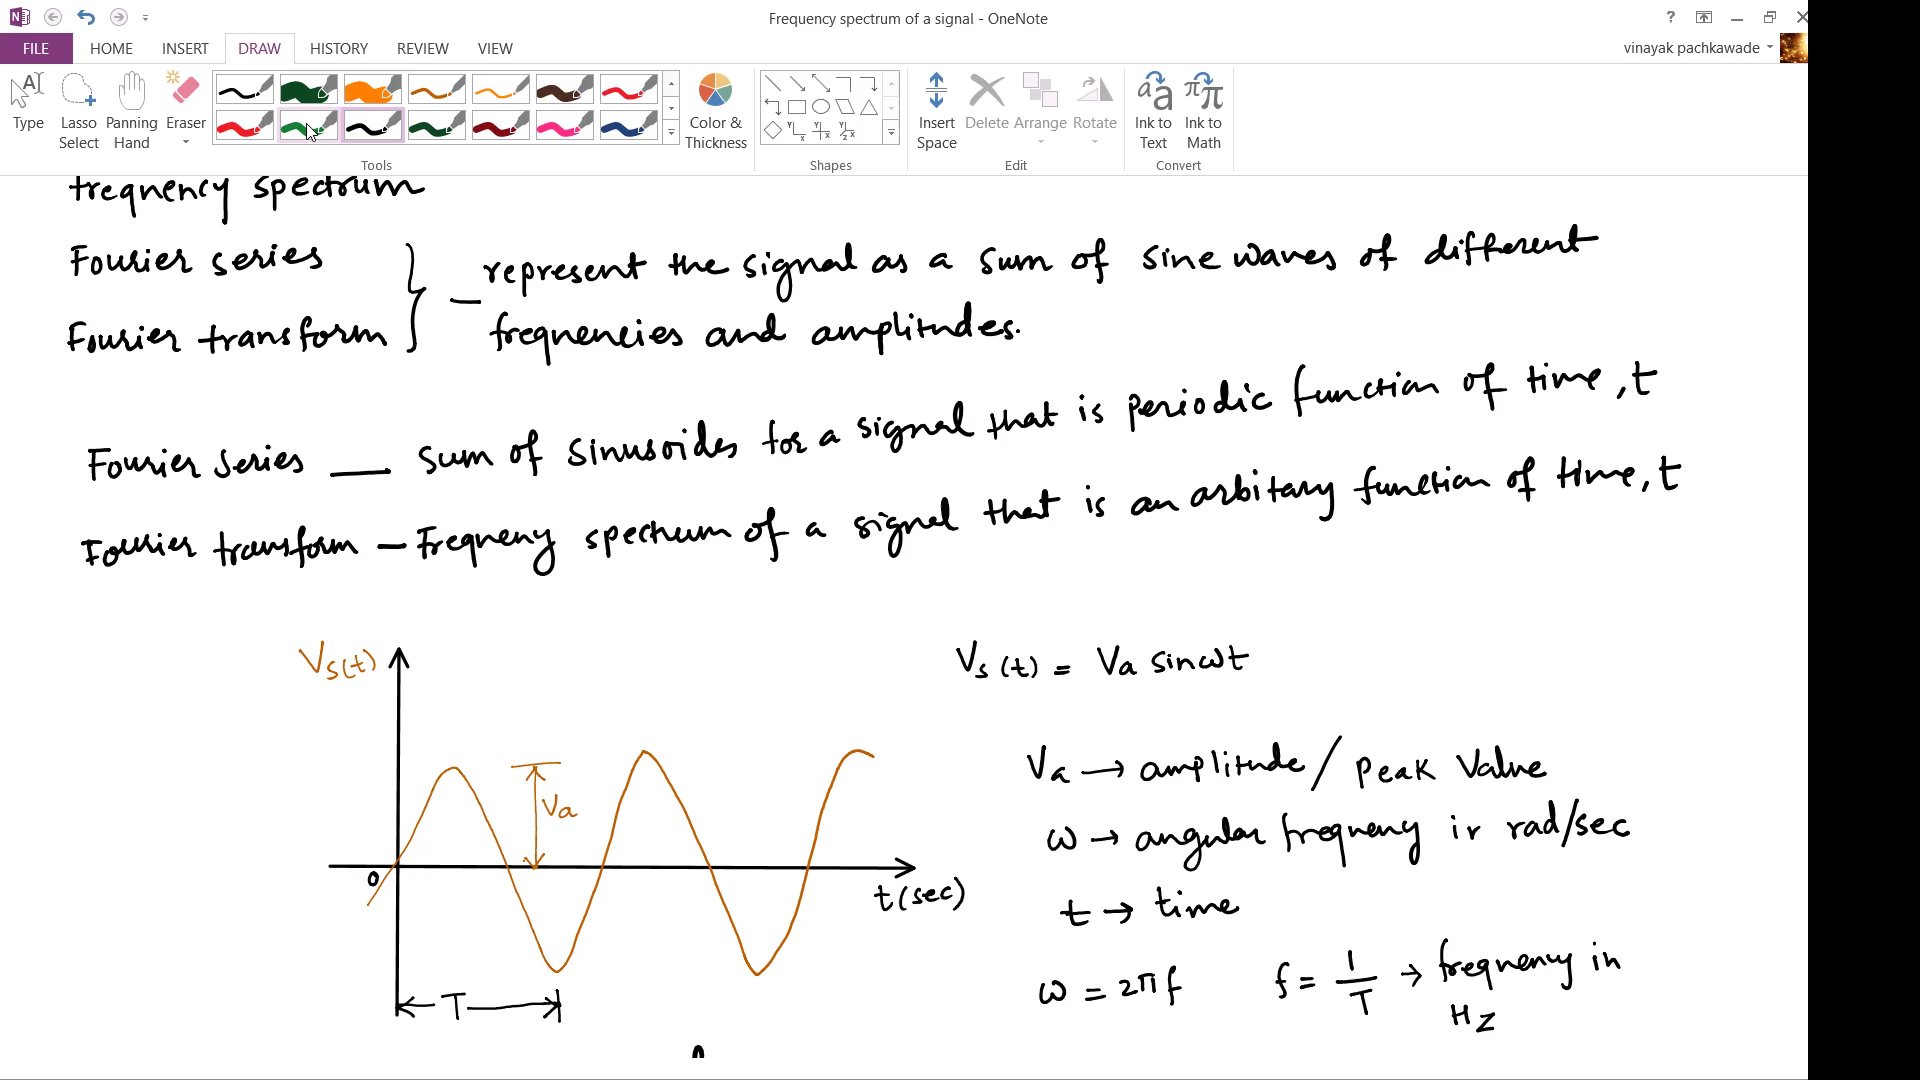 Frequency spectrum of a signal - OneNote
?
FILE HOME INSERT DRAW HISTORY REVIEW VIEW
vinayak pachkawade
Type
Lasso Select
Panning Hand
Eraser
Color & Thickness
Insert Space
Delete
Arrange
Rotate
Ink to Text
Ink to Math
Tools
Shapes
Edit
Convert
frequency spectrum
Fourier series
Fourier transform
represent the signal as a sum of sine waves of different
frequencies and amplitudes.
Fourier series — sum of sinusoides for a signal that is periodic function of time, t
Fourier transform — Frequeny spectrum of a signal that is an arbitary function of time, t
Vs(t)
Va
0
t (sec)
T
Vs (t) = Va sinωt
Va → amplitude / Peak Value
ω → angular frequeny ir rad/sec
t → time
ω = 2πf
f = 1/T → frequency in
Hz